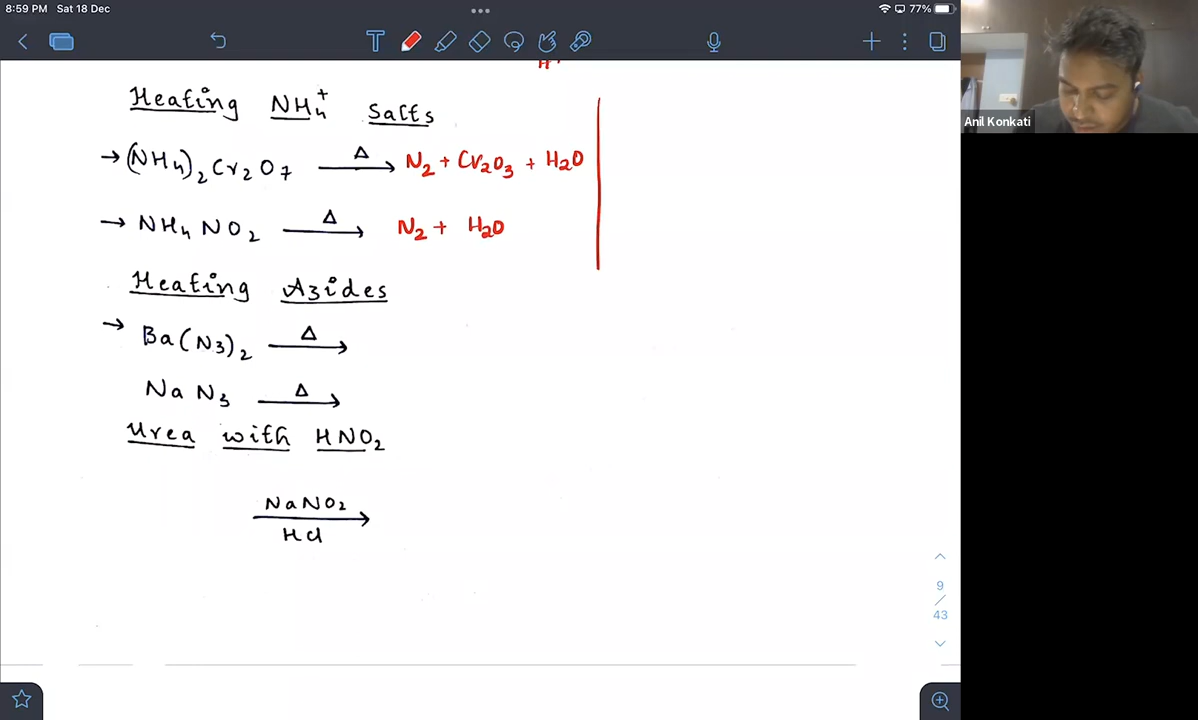 8:59 PM Sat 18 Dec
77%
Anil Konkati
Heating NH₄⁺ Salts
→ (NH₄)₂Cr₂O₇ —Δ→ N₂ + Cr₂O₃ + H₂O
→ NH₄NO₂ —Δ→ N₂ + H₂O
Heating Azides
→ Ba(N₃)₂ —Δ→
NaN₃ —Δ→
Urea with HNO₂
NaNO₂
HCl
9
/
43